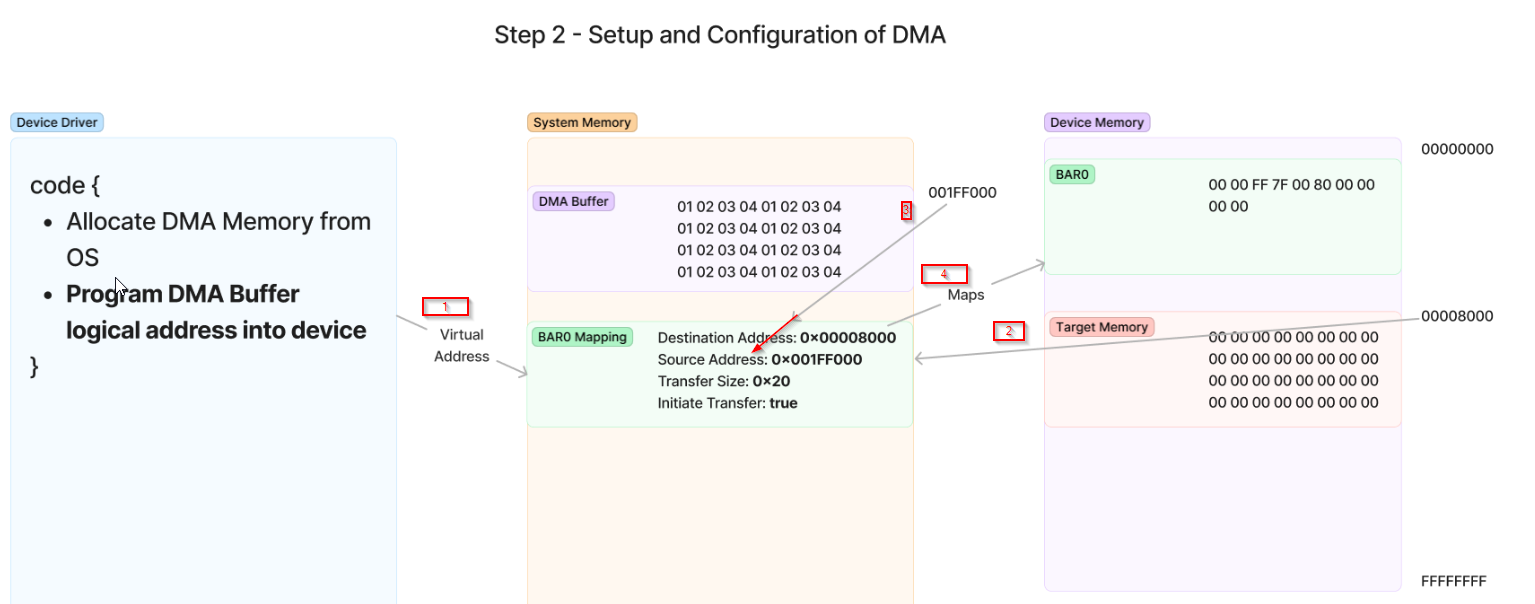 Step 2 - Setup and Configuration of DMA
Device Driver
code {
• Allocate DMA Memory from
OS
• Program DMA Buffer
logical address into device
}
1
Virtual
Address
System Memory
DMA Buffer
01 02 03 04 01 02 03 04
01 02 03 04 01 02 03 04
01 02 03 04 01 02 03 04
01 02 03 04 01 02 03 04
3
001FF000
BAR0 Mapping
Destination Address: 0x00008000
Source Address: 0x001FF000
Transfer Size: 0x20
Initiate Transfer: true
4
Maps
2
Device Memory
00000000
BAR0
00 00 FF 7F 00 80 00 00
00 00
00008000
Target Memory
00 00 00 00 00 00 00 00
00 00 00 00 00 00 00 00
00 00 00 00 00 00 00 00
00 00 00 00 00 00 00 00
FFFFFFFF